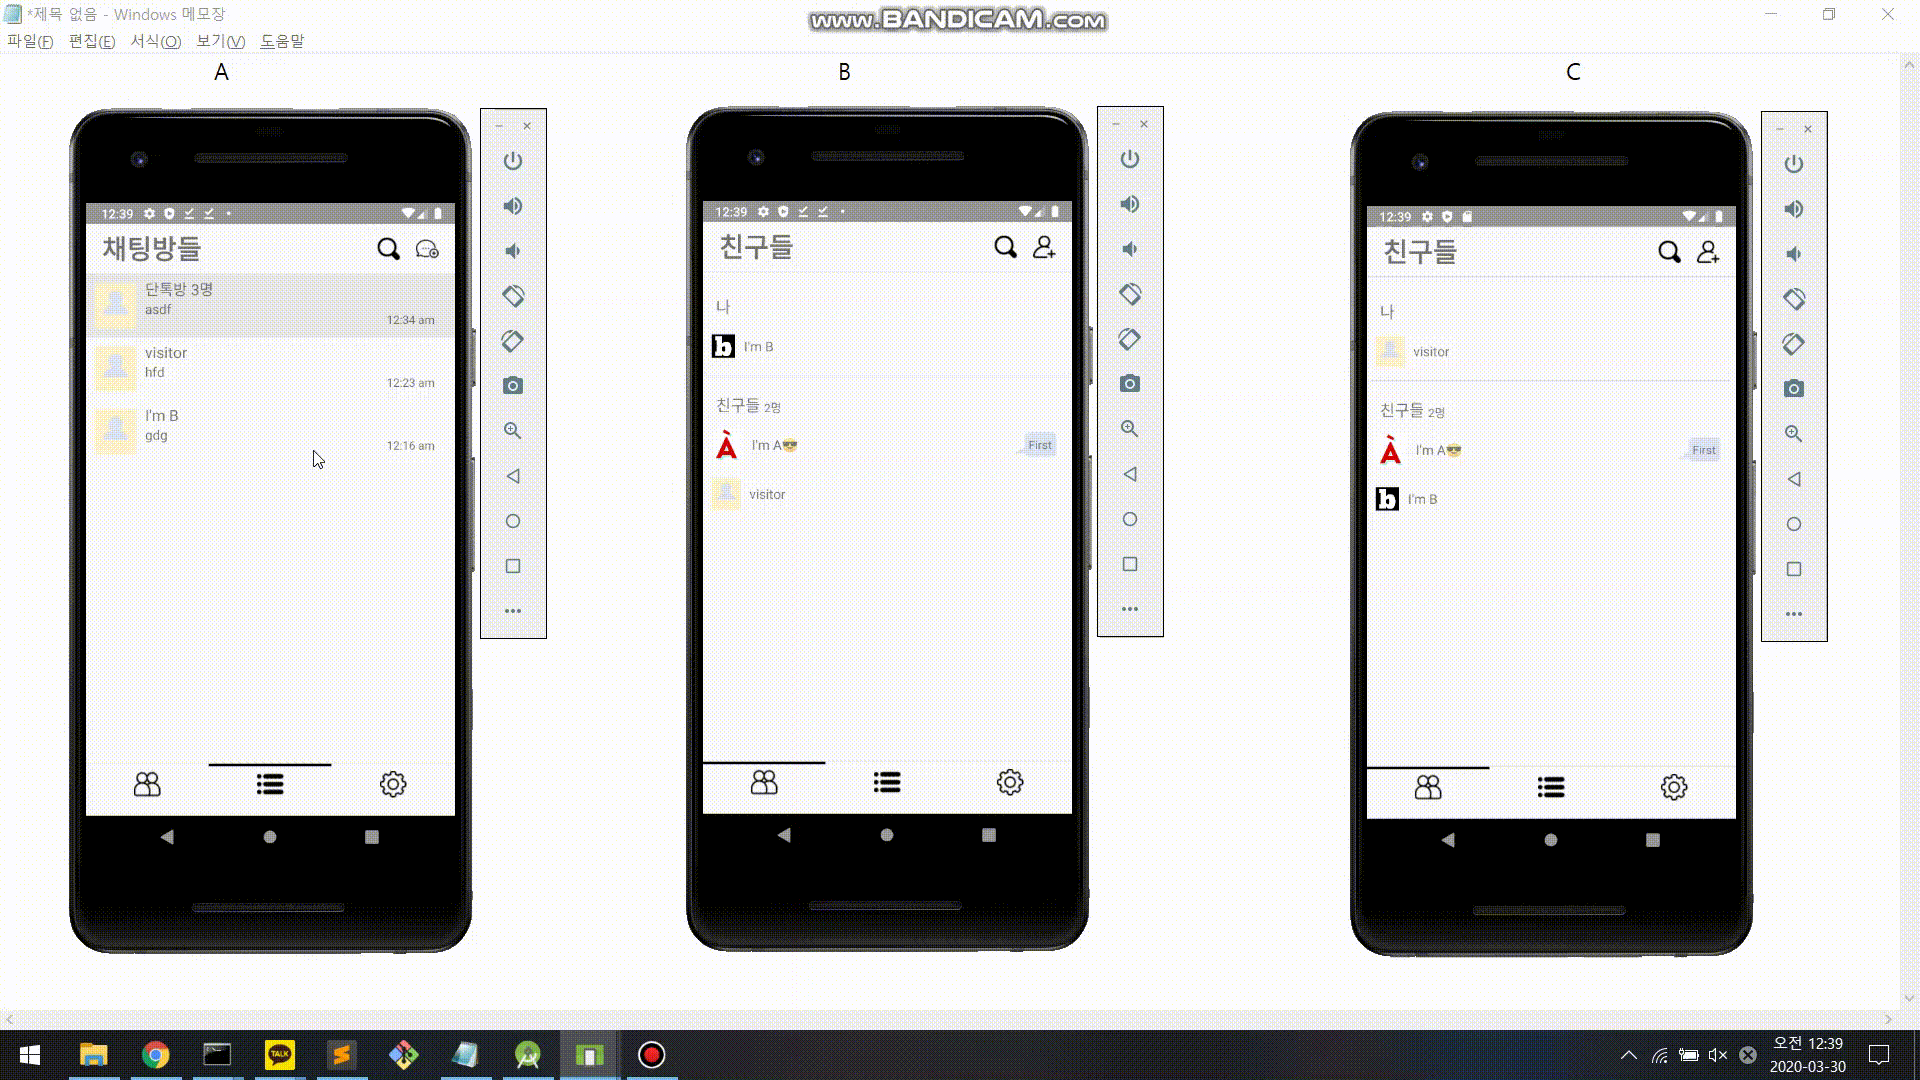 *제목 없음 - Windows 메모장
www.BANDICAM.com
파일(F) 편집(E) 서식(O) 보기(V) 도움말
A
12:39
채팅방들
단톡방 3명
asdf
12:34 am
visitor
hfd
12:23 am
I'm B
gdg
12:16 am
B
12:39
친구들
나
b I'm B
친구들 2명
À I'm A😎 First
visitor
C
12:39
친구들
나
visitor
친구들 2명
À I'm A😎 First
b I'm B
TALK
오전 12:39
2020-03-30